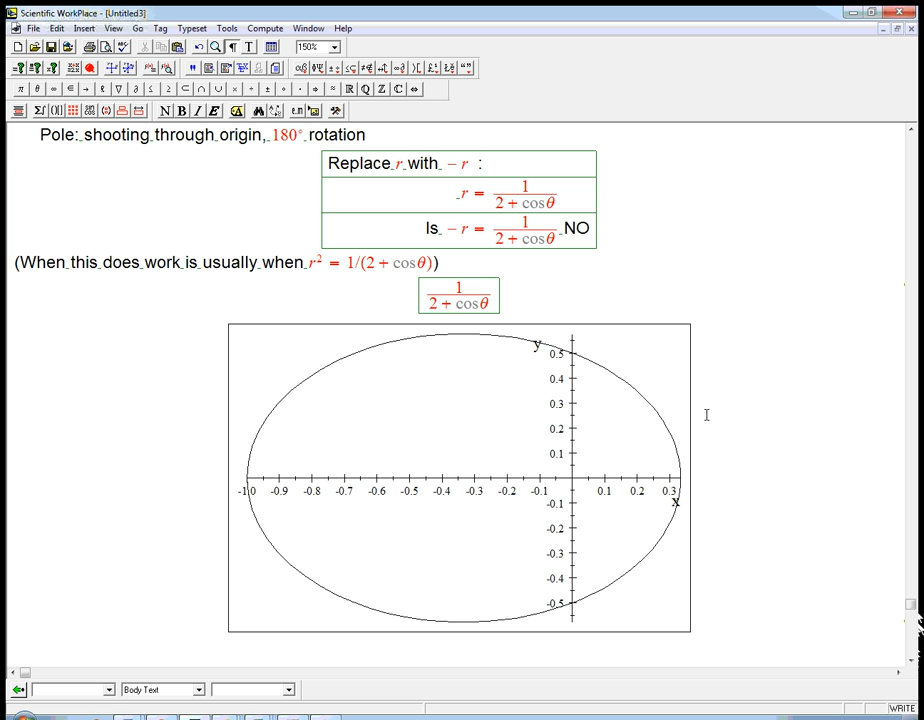 Scientific WorkPlace - [Untitled3]
File Edit Insert View Go Tag Typeset Tools Compute Window Help
150%
N B I E
π θ ∞ ∈ → ℓ ∇ ∂ ≤ ≥ ⊂ ∩ ∪ × ÷ ± ∘ · ≠ ≈ ℝ ℚ ℤ ℂ ⇔
Pole: shooting through origin, 180° rotation
Replace r with − r :
r = 1/(2 + cosθ)
Is − r = 1/(2 + cosθ) NO
(When this does work is usually when r² = 1/(2 + cosθ))
1/(2 + cosθ)
y
0.5
0.4
0.3
0.2
0.1
-1.0 -0.9 -0.8 -0.7 -0.6 -0.5 -0.4 -0.3 -0.2 -0.1 0.1 0.2 0.3
x
-0.1
-0.2
-0.3
-0.4
-0.5
Body Text
WRITE